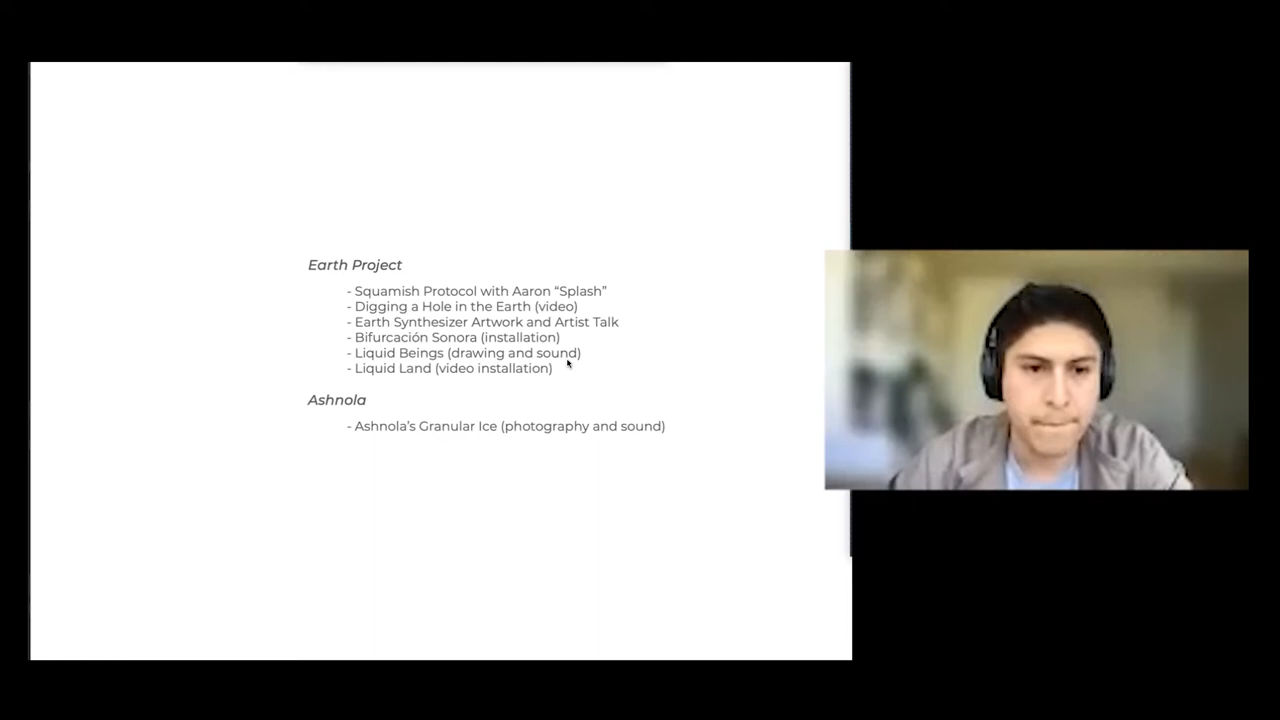 Earth Project
- Squamish Protocol with Aaron “Splash”
- Digging a Hole in the Earth (video)
- Earth Synthesizer Artwork and Artist Talk
- Bifurcación Sonora (installation)
- Liquid Beings (drawing and sound)
- Liquid Land (video installation)
Ashnola
- Ashnola’s Granular Ice (photography and sound)